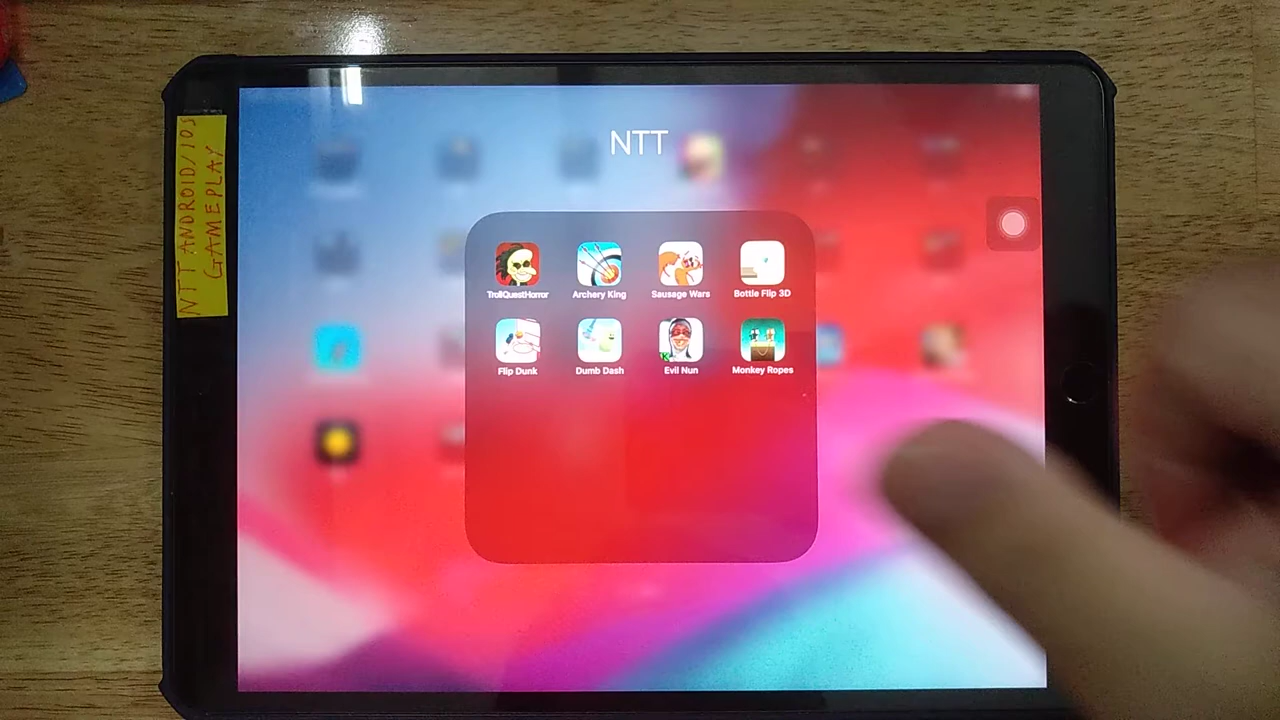 NTT ANDROID/IOS
GAMEPLAY
NTT
TrollQuestHorror
Archery King
Sausage Wars
Bottle Flip 3D
Flip Dunk
Dumb Dash
Evil Nun
Monkey Ropes